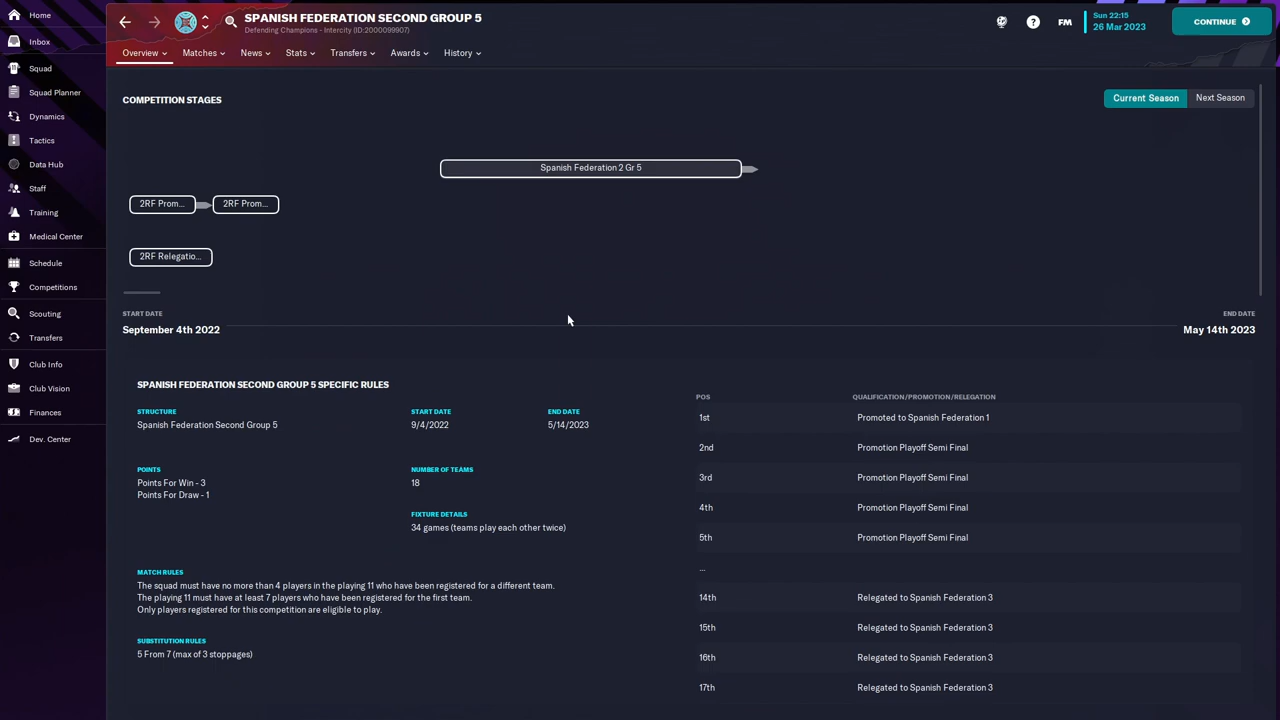 Home
Inbox
Squad
Squad Planner
Dynamics
Tactics
Data Hub
Staff
Training
Medical Center
Schedule
Competitions
Scouting
Transfers
Club Info
Club Vision
Finances
Dev. Center
SPANISH FEDERATION SECOND GROUP 5
Defending Champions - Intercity (ID:2000099907)
?
FM
Sun 22:15
26 Mar 2023
CONTINUE
Overview
Matches
News
Stats
Transfers
Awards
History
COMPETITION STAGES
Current Season
Next Season
Spanish Federation 2 Gr 5
2RF Prom...
2RF Prom...
2RF Relegatio...
START DATE
September 4th 2022
END DATE
May 14th 2023
SPANISH FEDERATION SECOND GROUP 5 SPECIFIC RULES
STRUCTURE
Spanish Federation Second Group 5
START DATE
9/4/2022
END DATE
5/14/2023
POINTS
Points For Win - 3
Points For Draw - 1
NUMBER OF TEAMS
18
FIXTURE DETAILS
34 games (teams play each other twice)
MATCH RULES
The squad must have no more than 4 players in the playing 11 who have been registered for a different team.
The playing 11 must have at least 7 players who have been registered for the first team.
Only players registered for this competition are eligible to play.
SUBSTITUTION RULES
5 From 7 (max of 3 stoppages)
POS QUALIFICATION/PROMOTION/RELEGATION
1st Promoted to Spanish Federation 1
2nd Promotion Playoff Semi Final
3rd Promotion Playoff Semi Final
4th Promotion Playoff Semi Final
5th Promotion Playoff Semi Final
...
14th Relegated to Spanish Federation 3
15th Relegated to Spanish Federation 3
16th Relegated to Spanish Federation 3
17th Relegated to Spanish Federation 3